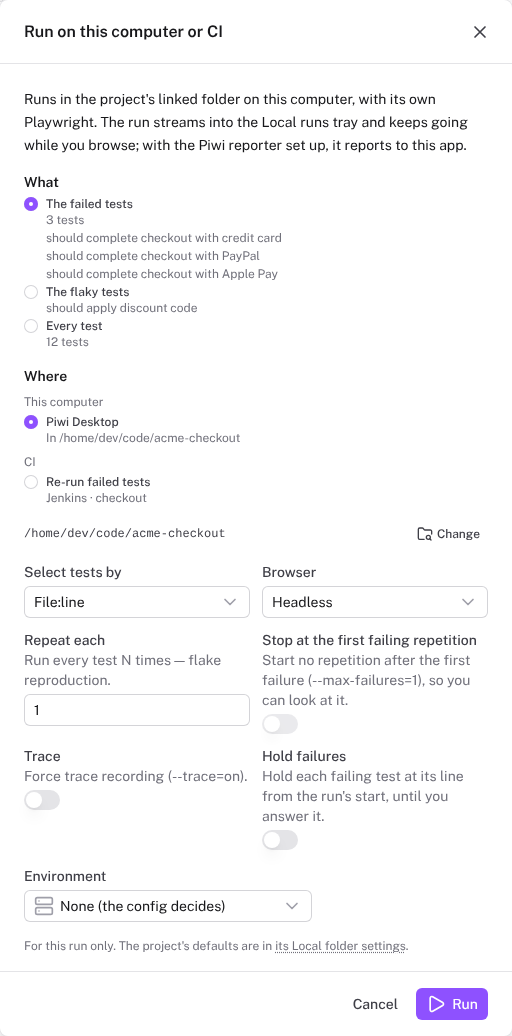 Run on this computer or CI
Runs in the project's linked folder on this computer, with its own
Playwright. The run streams into the Local runs tray and keeps going
while you browse; with the Piwi reporter set up, it reports to this app.
What
The failed tests
3 tests
should complete checkout with credit card
should complete checkout with PayPal
should complete checkout with Apple Pay
The flaky tests
should apply discount code
Every test
12 tests
Where
This computer
Piwi Desktop
In /home/dev/code/acme-checkout
CI
Re-run failed tests
Jenkins · checkout
/home/dev/code/acme-checkout
Change
Select tests by
File:line
Browser
Headless
Repeat each
Run every test N times — flake
reproduction.
1
Stop at the first failing repetition
Start no repetition after the first
failure (--max-failures=1), so you
can look at it.
Trace
Force trace recording (--trace=on).
Hold failures
Hold each failing test at its line
from the run's start, until you
answer it.
Environment
None (the config decides)
For this run only. The project's defaults are in its Local folder settings.
Cancel
Run